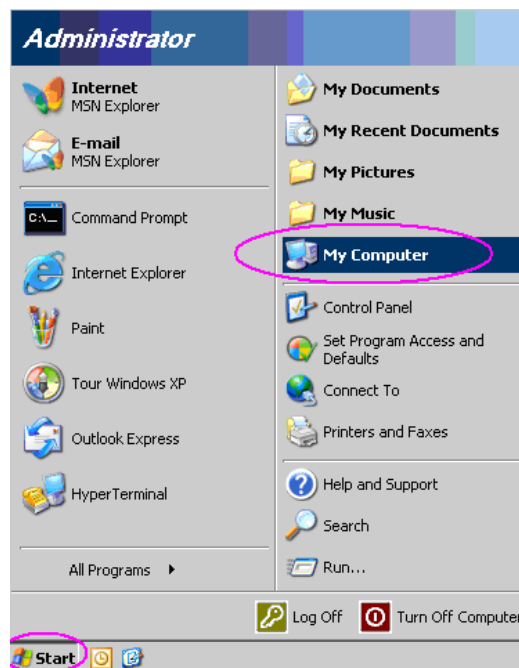 Administrator
Internet
MSN Explorer
E-mail
MSN Explorer
C:\_
Command Prompt
Internet Explorer
Paint
Tour Windows XP
Outlook Express
HyperTerminal
All Programs
My Documents
My Recent Documents
My Pictures
My Music
My Computer
Control Panel
Set Program Access and
Defaults
Connect To
Printers and Faxes
Help and Support
Search
Run...
Log Off
Turn Off Computer
Start